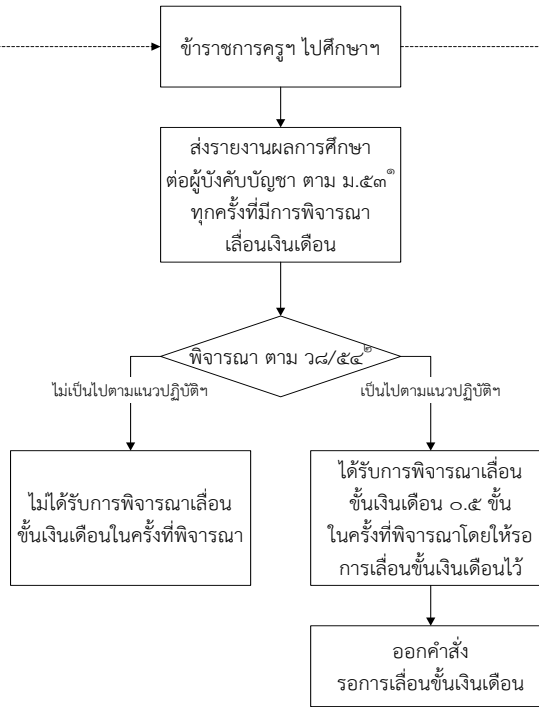 ข้าราชการครูฯ ไปศึกษาฯ
ส่งรายงานผลการศึกษา
ต่อผู้บังคับบัญชา ตาม ม.๕๓๑
ทุกครั้งที่มีการพิจารณา
เลื่อนเงินเดือน
พิจารณา ตาม ว๘/๕๔๒
ไม่เป็นไปตามแนวปฏิบัติฯ
เป็นไปตามแนวปฏิบัติฯ
ไม่ได้รับการพิจารณาเลื่อน
ขั้นเงินเดือนในครั้งที่พิจารณา
ได้รับการพิจารณาเลื่อน
ขั้นเงินเดือน ๐.๕ ขั้น
ในครั้งที่พิจารณาโดยให้รอ
การเลื่อนขั้นเงินเดือนไว้
ออกคำสั่ง
รอการเลื่อนขั้นเงินเดือน